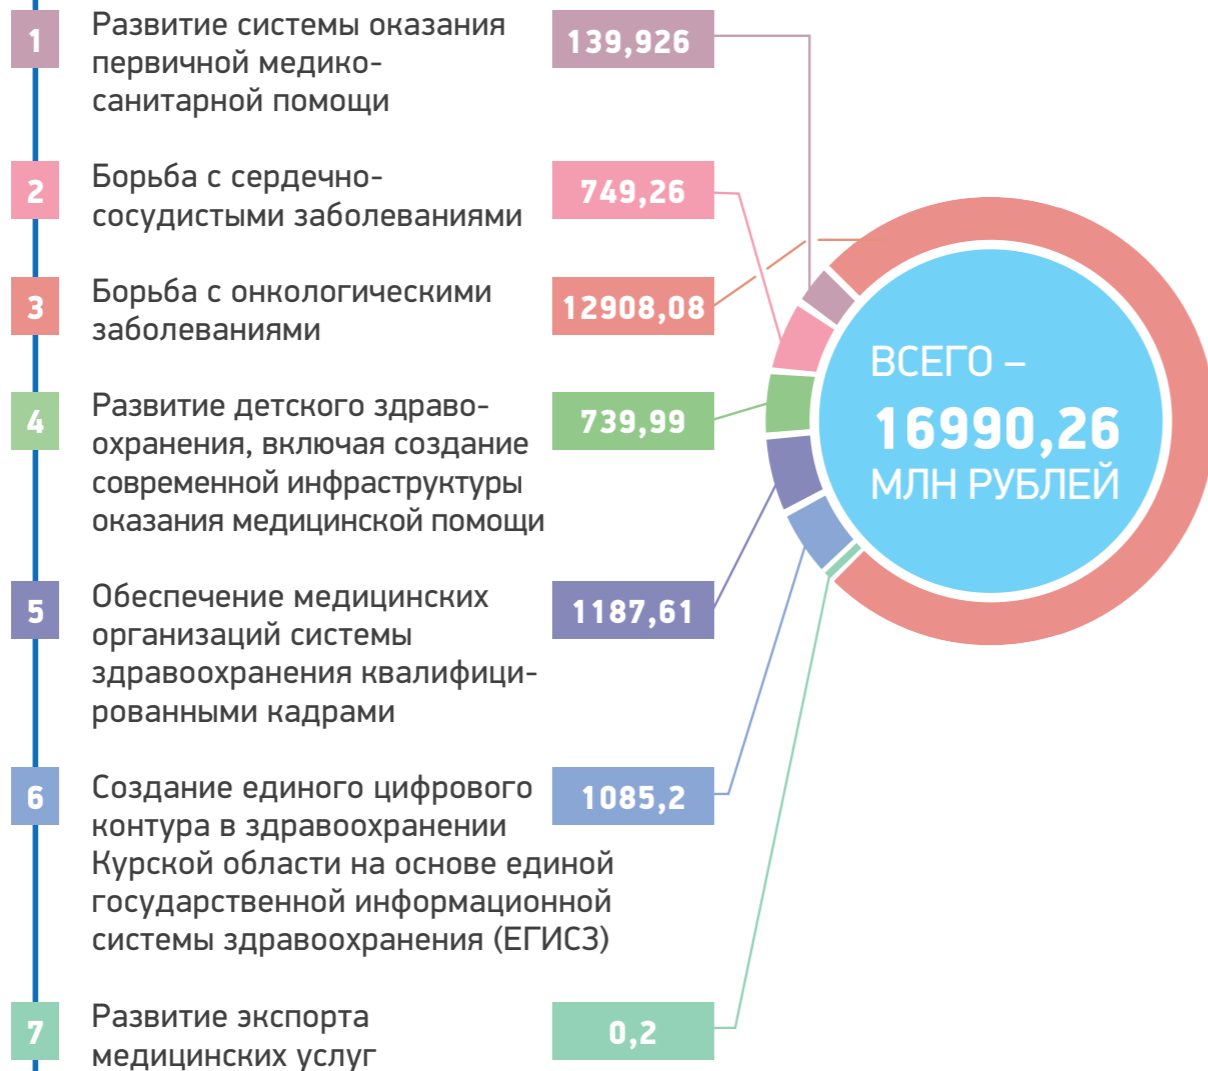 1
Развитие системы оказания
первичной медико-
санитарной помощи
139,926
2
Борьба с сердечно-
сосудистыми заболеваниями
749,26
3
Борьба с онкологическими
заболеваниями
12908,08
4
Развитие детского здраво-
охранения, включая создание
современной инфраструктуры
оказания медицинской помощи
739,99
5
Обеспечение медицинских
организаций системы
здравоохранения квалифици-
рованными кадрами
1187,61
6
Создание единого цифрового
контура в здравоохранении
Курской области на основе единой
государственной информационной
системы здравоохранения (ЕГИСЗ)
1085,2
7
Развитие экспорта
медицинских услуг
0,2
ВСЕГО –
16990,26
МЛН РУБЛЕЙ